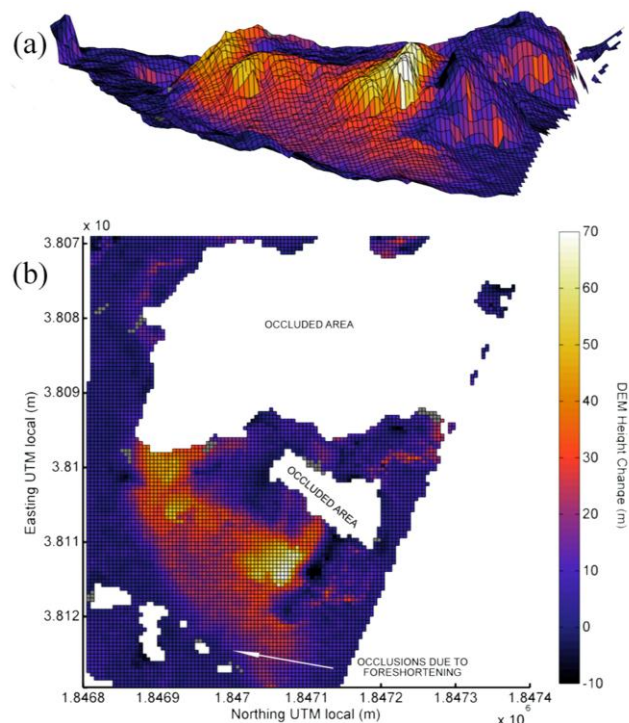 (a)
(b)
x 10
3.807
3.808
3.809
3.81
3.811
3.812
Easting UTM local (m)
OCCLUDED AREA
OCCLUDED AREA
OCCLUSIONS DUE TO
FORESHORTENING
1.8468 1.8469 1.847 1.8471 1.8472 1.8473 1.8474
Northing UTM local (m)
x 10⁶
70
60
50
40
30
20
10
0
-10
DEM Height Change (m)